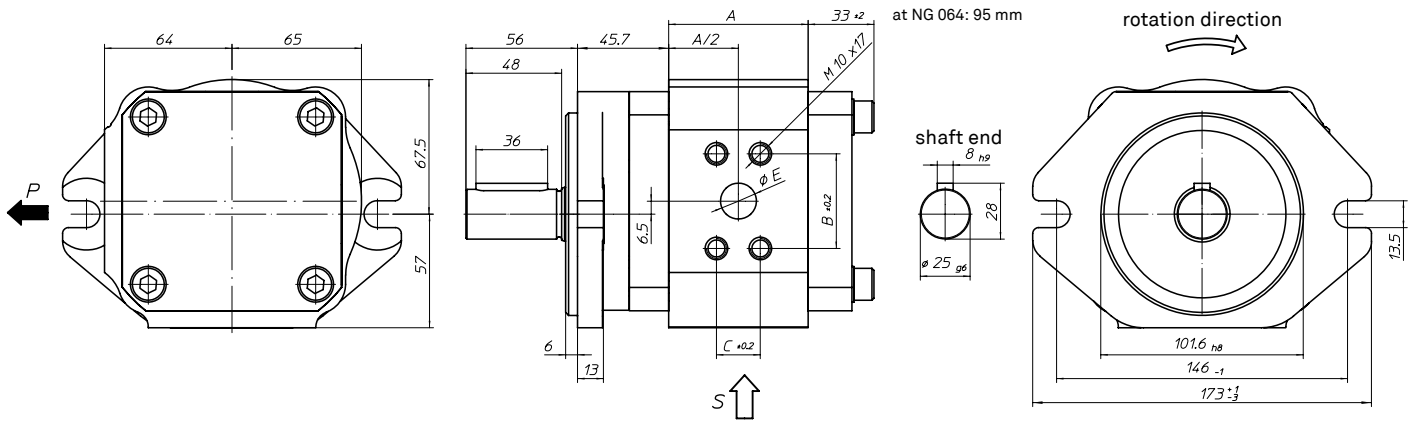 64
65
67.5
57
P
56
45.7
A
33 ±2
at NG 064: 95 mm
48
A/2
M 10 x17
36
ø E
6.5
B ±0.2
6
13
C ±0.2
S
shaft end
8 h9
28
ø 25 g6
rotation direction
13.5
101.6 h8
146 -1
173 +1 -3